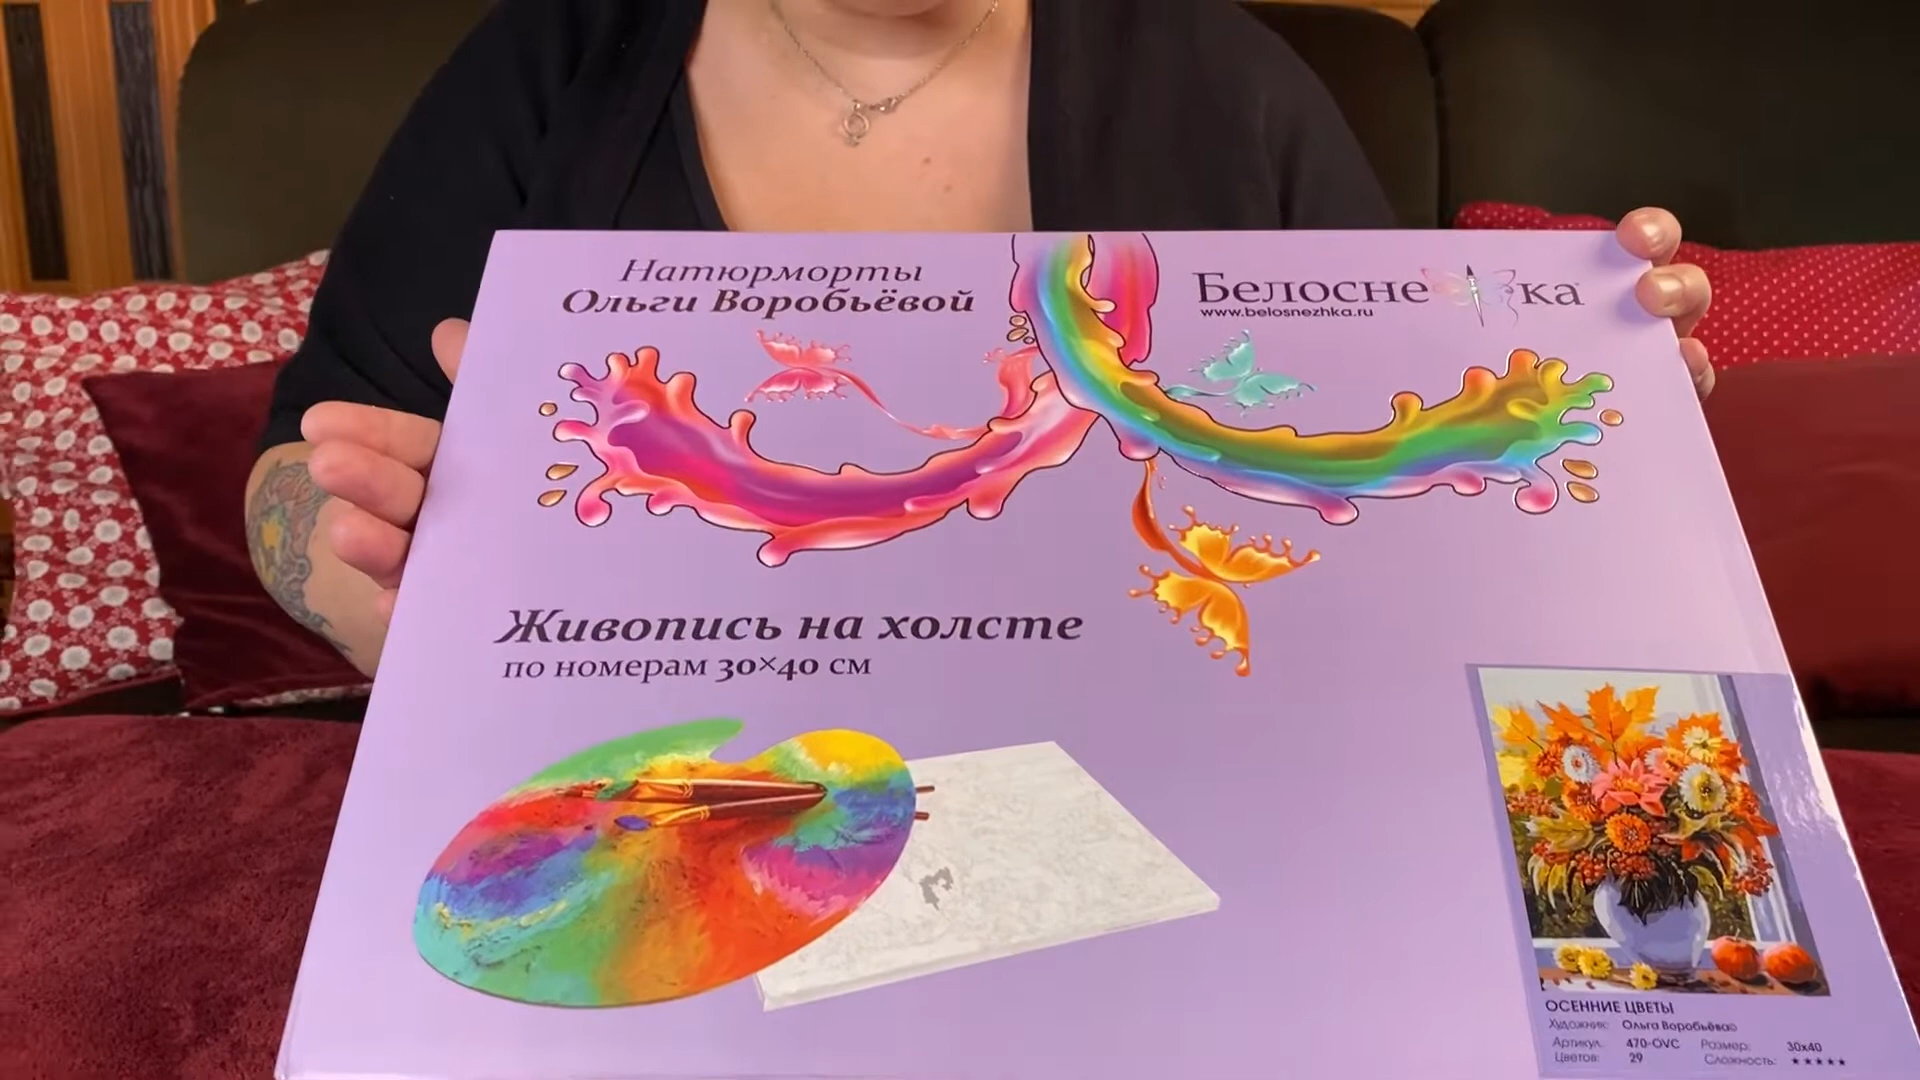 Натюрморты
Ольги Воробьёвой
Белоснежка
www.belosnezhka.ru
Живопись на холсте
по номерам 30×40 см
ОСЕННИЕ ЦВЕТЫ
Художник: Ольга Воробьёва©
Артикул: 470-OVC Размер: 30х40
Цветов: 29 Сложность: ★★★★★